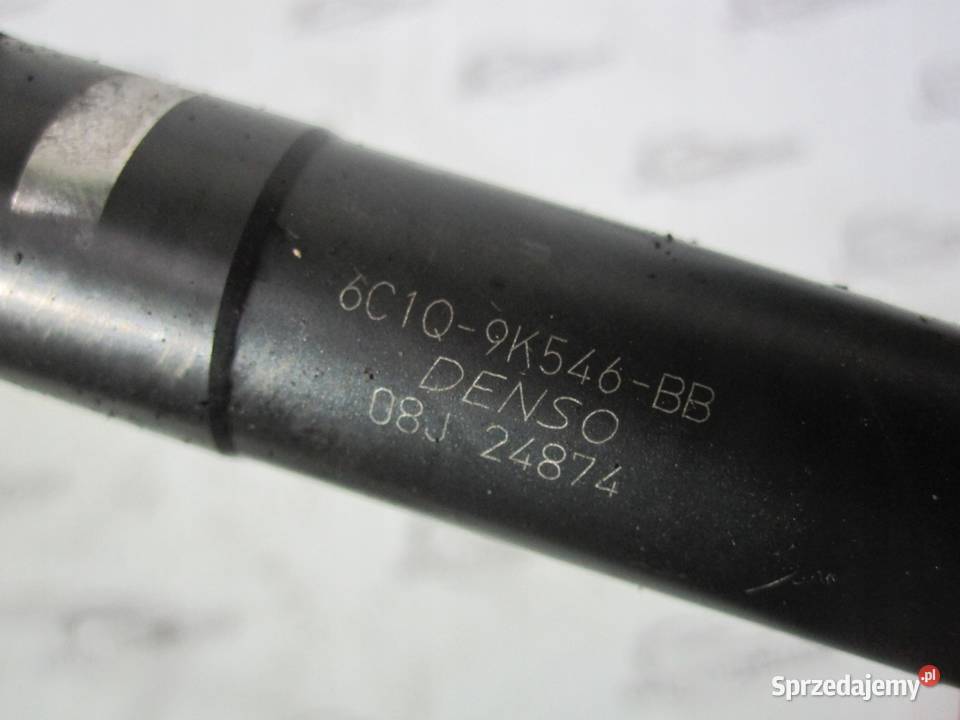 6C1Q-9K546-BB
DENSO
08J 24874
Sprzedajemy.pl